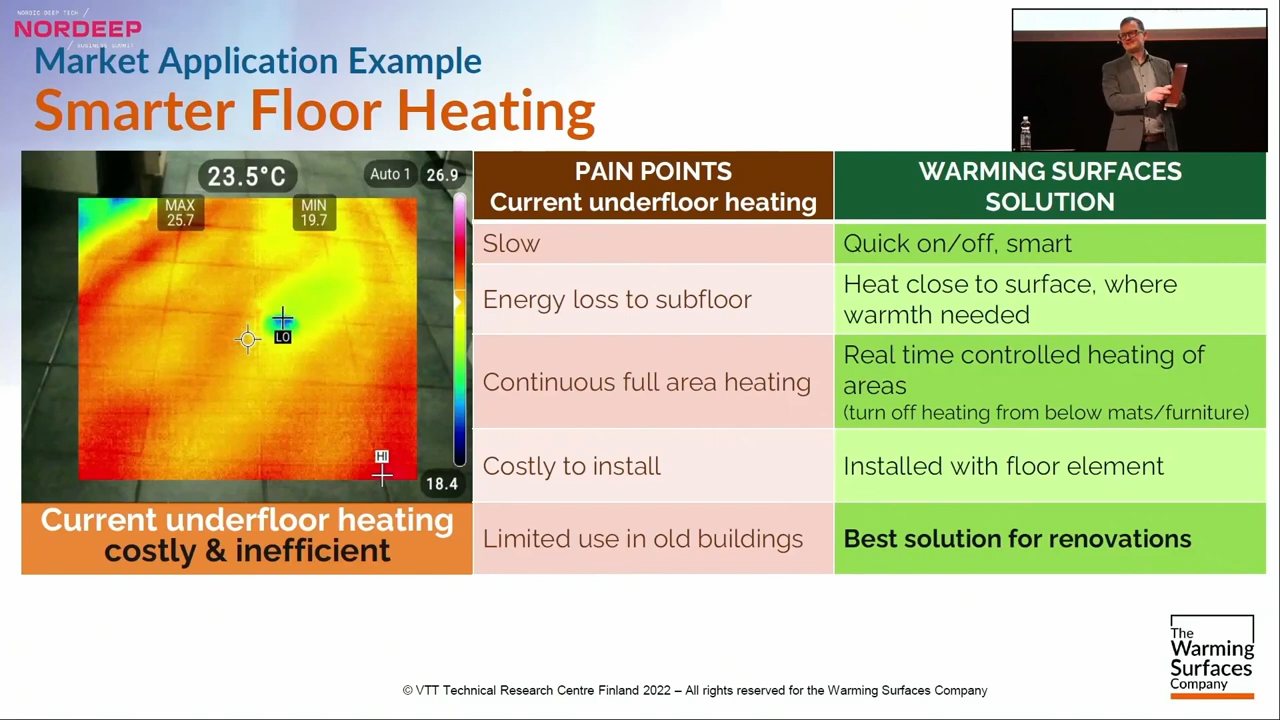 NORDIC DEEP TECH /
NORDEEP
/ BUSINESS SUMMIT
Market Application Example
Smarter Floor Heating
23.5°C
Auto 1
26.9
MAX
25.7
MIN
19.7
LO
HI
18.4
Current underfloor heating
costly & inefficient
PAIN POINTS
Current underfloor heating
WARMING SURFACES
SOLUTION
Slow
Quick on/off, smart
Energy loss to subfloor
Heat close to surface, where
warmth needed
Continuous full area heating
Real time controlled heating of
areas
(turn off heating from below mats/furniture)
Costly to install
Installed with floor element
Limited use in old buildings
Best solution for renovations
The
Warming
Surfaces
Company
© VTT Technical Research Centre Finland 2022 – All rights reserved for the Warming Surfaces Company